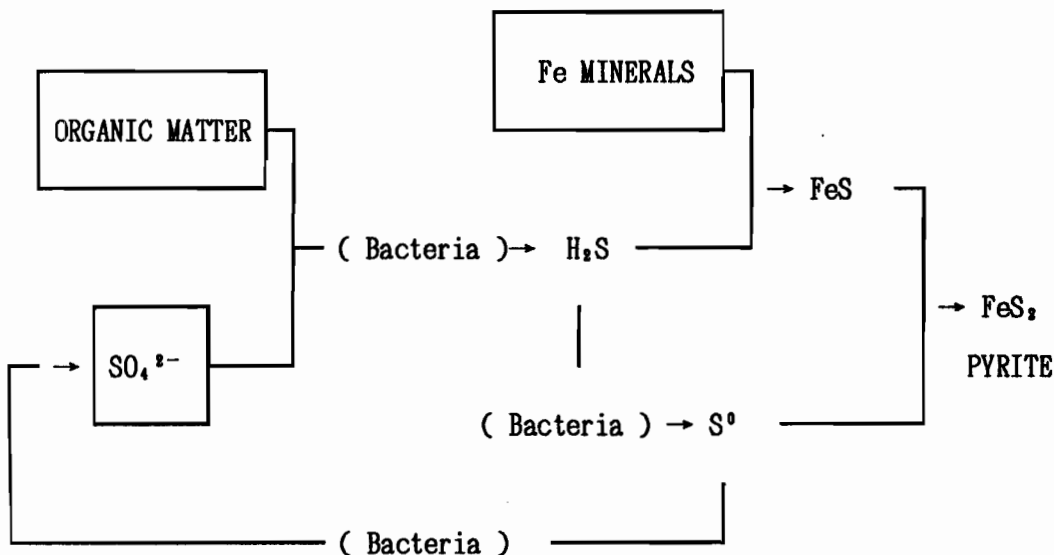 Fe MINERALS
ORGANIC MATTER
→ FeS
( Bacteria ) → H₂S
→ FeS₂
→ SO₄²⁻
PYRITE
( Bacteria ) → S⁰
( Bacteria )